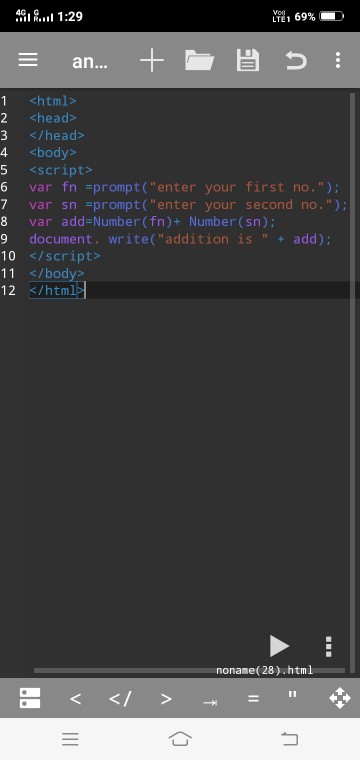 4G G R 1:29 Vo) LTE1 69%
an...
1 <html>
2 <head>
3 </head>
4 <body>
5 <script>
6 var fn =prompt("enter your first no.");
7 var sn =prompt("enter your second no.");
8 var add=Number(fn)+ Number(sn);
9 document. write("addition is " + add);
10 </script>
11 </body>
12 </html>
noname(28).html
< </ > = "